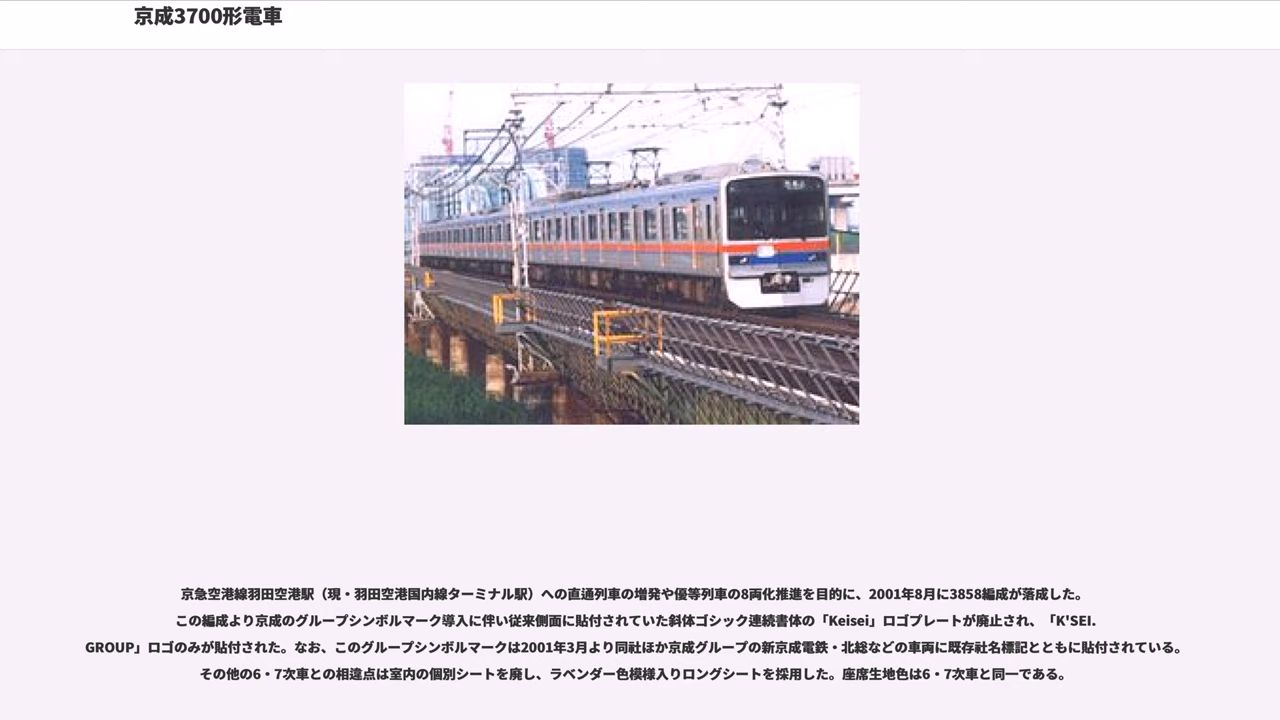 京成3700形電車
京急空港線羽田空港駅（現・羽田空港国内線ターミナル駅）への直通列車の増発や優等列車の8両化推進を目的に、2001年8月に3858編成が落成した。
この編成より京成のグループシンボルマーク導入に伴い従来側面に貼付されていた斜体ゴシック連続書体の「Keisei」ロゴプレートが廃止され、「K'SEI.
GROUP」ロゴのみが貼付された。なお、このグループシンボルマークは2001年3月より同社ほか京成グループの新京成電鉄・北総などの車両に既存社名標記とともに貼付されている。
その他の6・7次車との相違点は室内の個別シートを廃し、ラベンダー色模様入りロングシートを採用した。座席生地色は6・7次車と同一である。